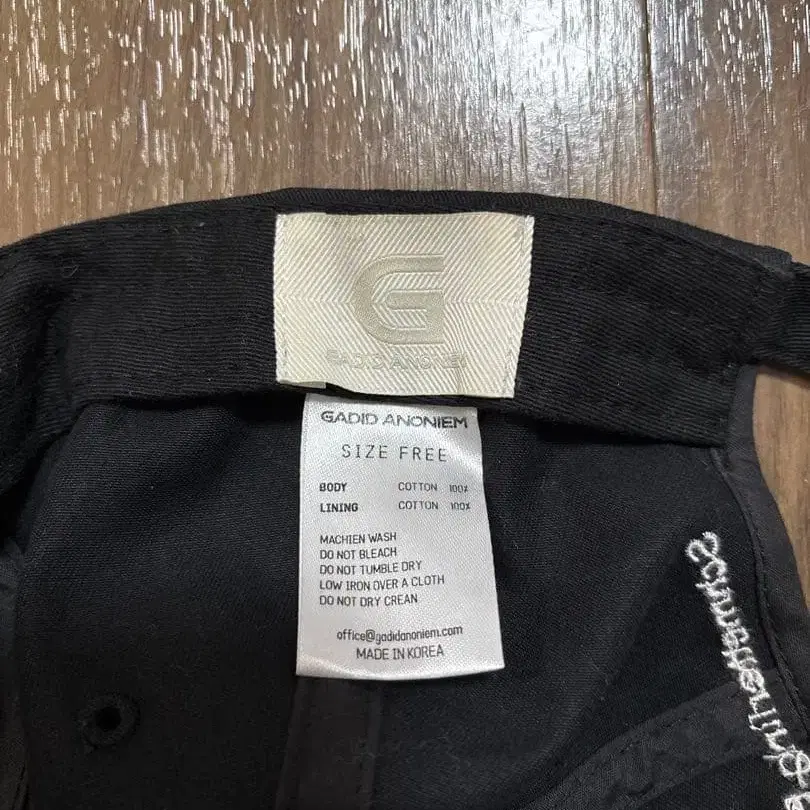 G
GADID ANONIEM
GADID ANONIEM
SIZE FREE
BODY COTTON 100%
LINING COTTON 100%
MACHIEN WASH
DO NOT BLEACH
DO NOT TUMBLE DRY
LOW IRON OVER A CLOTH
DO NOT DRY CREAN
office@gadidanoniem.com
MADE IN KOREA